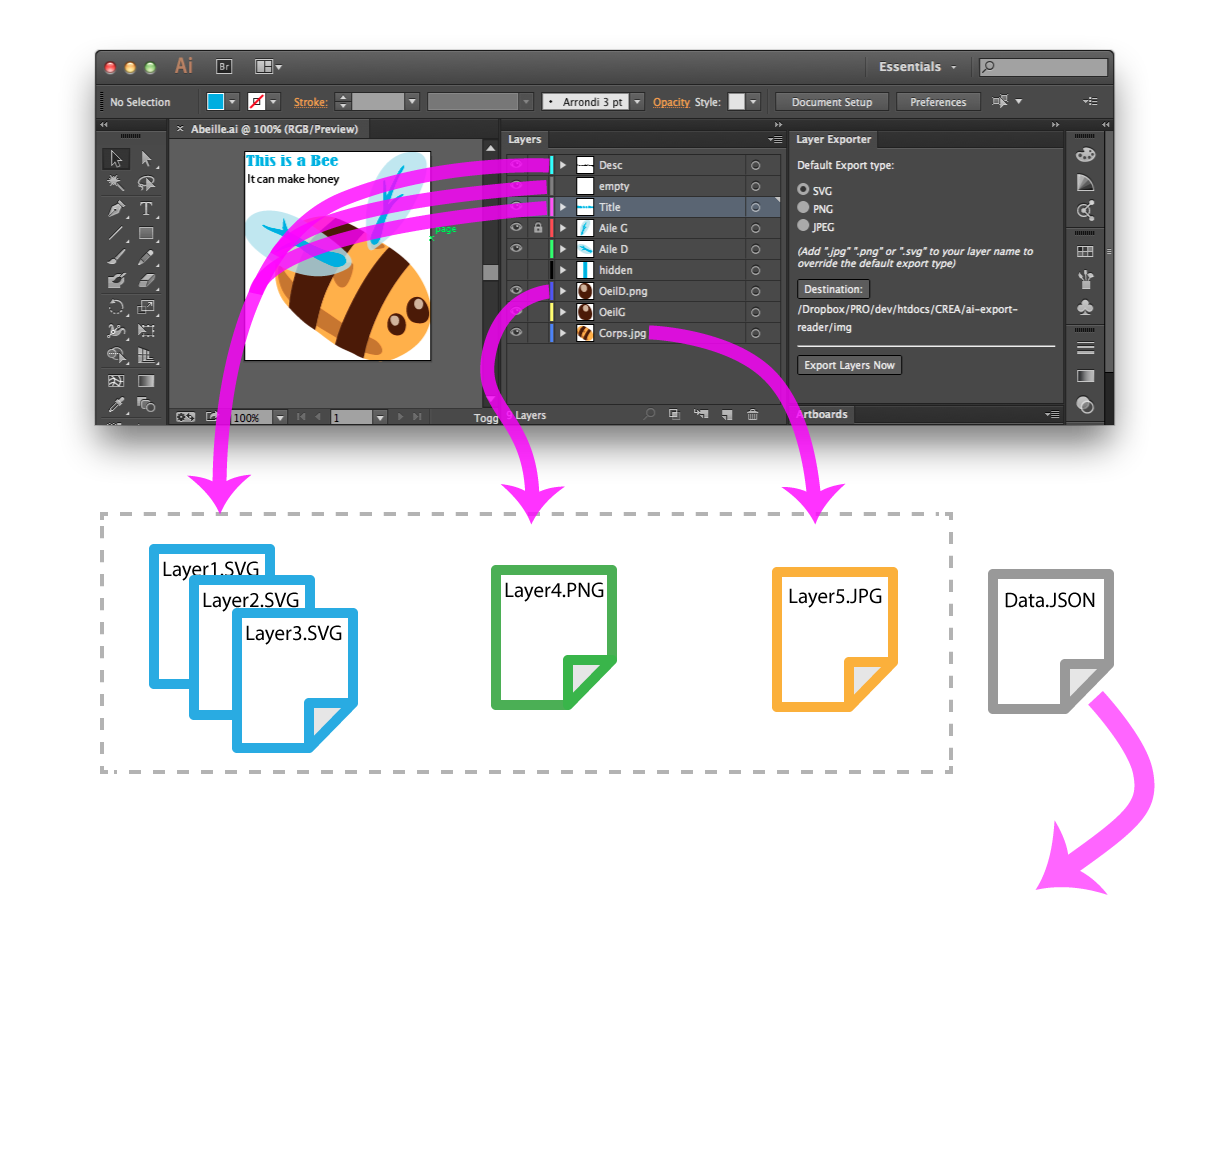 Ai Br Essentials
No Selection Stroke: Arrondi 3 pt Opacity Style: Document Setup Preferences
× Abeille.ai @ 100% (RGB/Preview)
This is a Bee
It can make honey
page
100% 1 Togg
Layers
Desc
empty
Title
Aile G
Aile D
hidden
OeilD.png
OeilG
Corps.jpg
9 Layers
Layer Exporter
Default Export type:
SVG
PNG
JPEG
(Add ".jpg" ".png" or ".svg" to your layer name to
override the default export type)
Destination:
/Dropbox/PRO/dev/htdocs/CREA/ai-export-
reader/img
Export Layers Now
Artboards
Layer1.SVG
Layer2.SVG
Layer3.SVG
Layer4.PNG
Layer5.JPG
Data.JSON